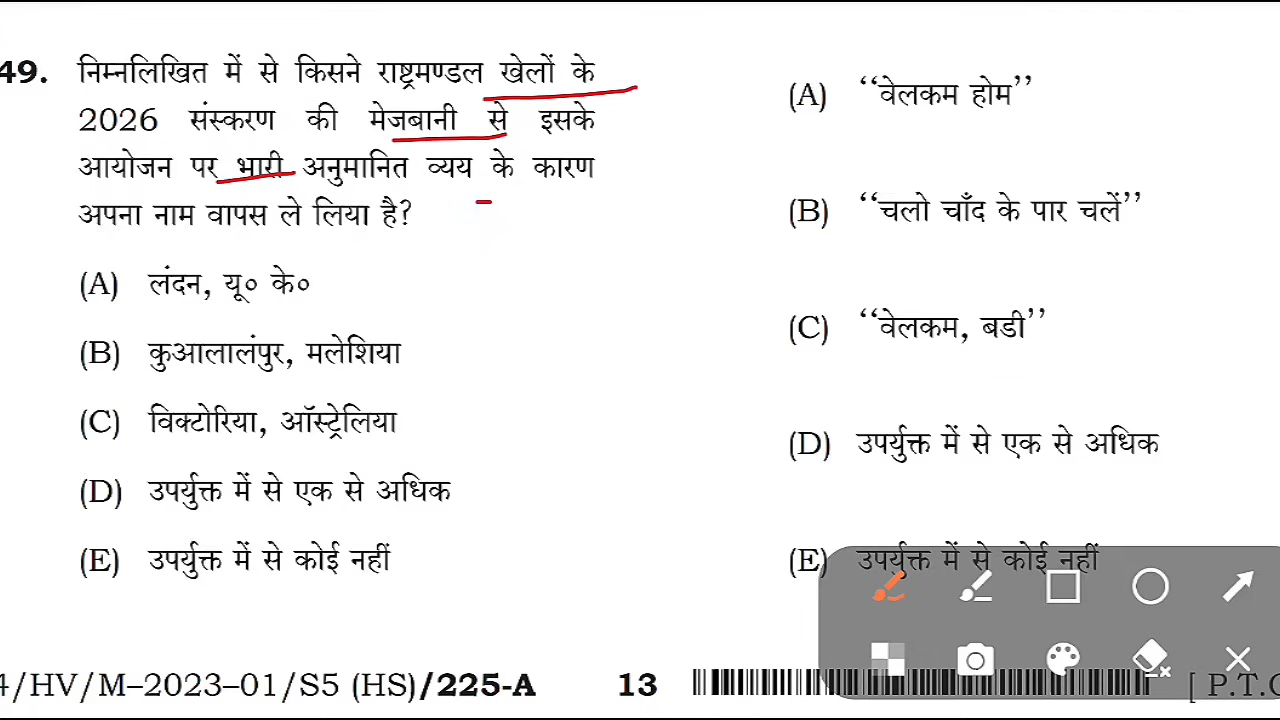 49. निम्नलिखित में से किसने राष्ट्रमण्डल खेलों के
2026 संस्करण की मेजबानी से इसके
आयोजन पर भारी अनुमानित व्यय के कारण
अपना नाम वापस ले लिया है?
(A) लंदन, यू० के०
(B) कुआलालंपुर, मलेशिया
(C) विक्टोरिया, ऑस्ट्रेलिया
(D) उपर्युक्त में से एक से अधिक
(E) उपर्युक्त में से कोई नहीं
(A) ‘‘वेलकम होम’’
(B) ‘‘चलो चाँद के पार चलें’’
(C) ‘‘वेलकम, बडी’’
(D) उपर्युक्त में से एक से अधिक
(E) उपर्युक्त में से कोई नहीं
4/HV/M–2023–01/S5 (HS)/225-A 13 [ P.T.O